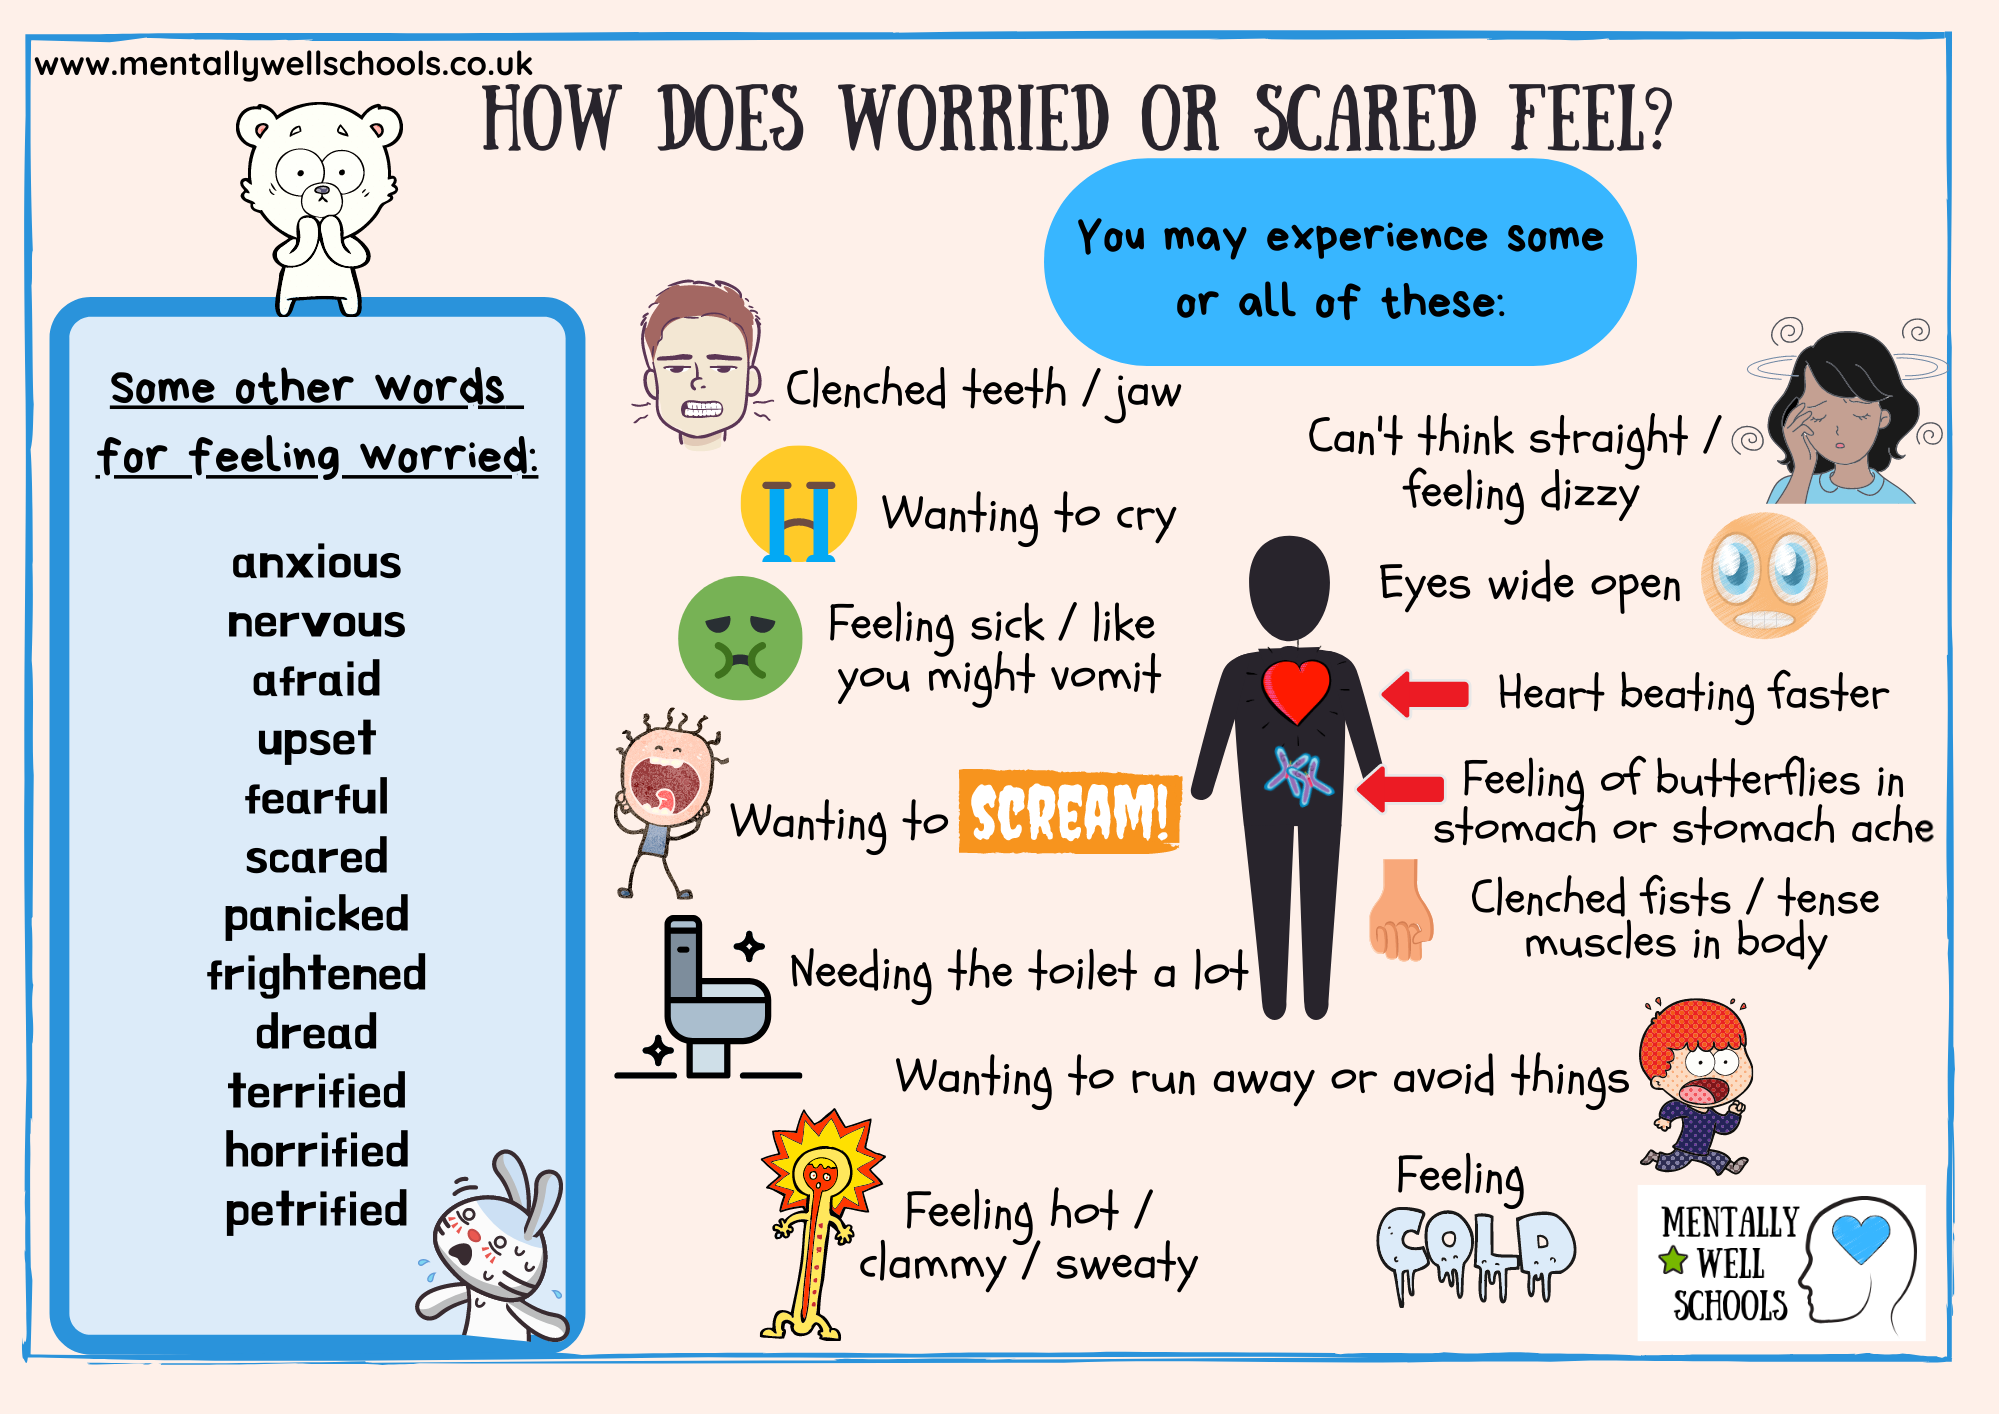 www.mentallywellschools.co.uk
HOW DOES WORRIED OR SCARED FEEL?
You may experience some
or all of these:
Some other words
for feeling worried:
anxious
nervous
afraid
upset
fearful
scared
panicked
frightened
dread
terrified
horrified
petrified
Clenched teeth / jaw
Wanting to cry
Feeling sick / like
you might vomit
Wanting to SCREAM!
Needing the toilet a lot
Can't think straight /
feeling dizzy
Eyes wide open
Heart beating faster
Feeling of butterflies in
stomach or stomach ache
Clenched fists / tense
muscles in body
Wanting to run away or avoid things
Feeling hot /
clammy / sweaty
Feeling
COLD
MENTALLY
WELL
SCHOOLS